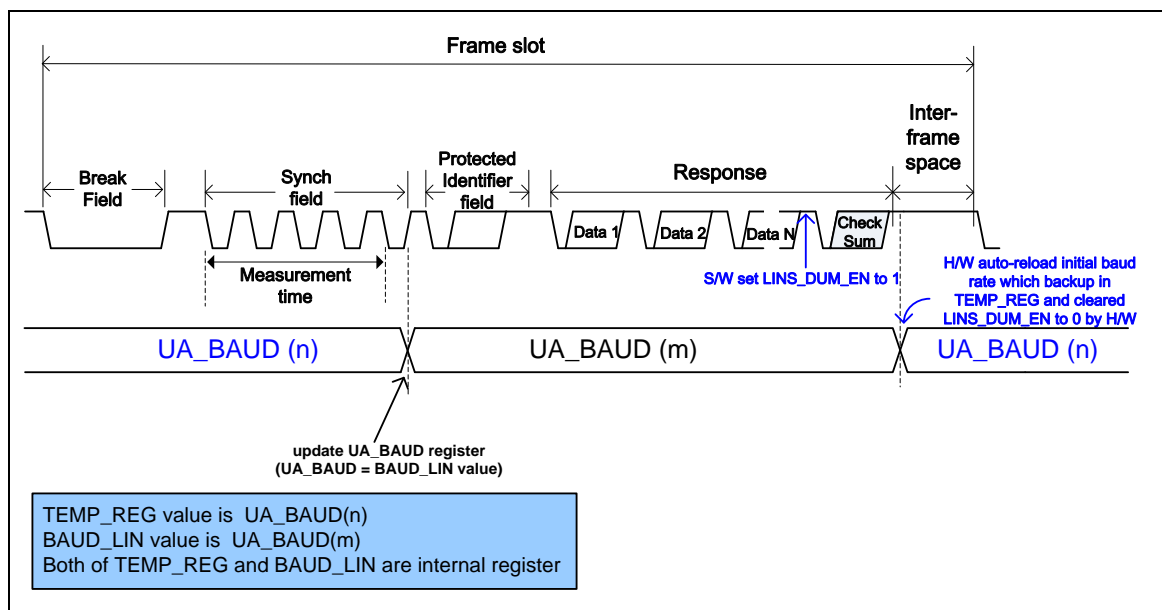 Frame slot
Inter-
frame
space
Break
Field
Synch
field
Protected
Identifier
field
Response
Data 1
Data 2
Data N
Check
Sum
Measurement
time
S/W set LINS_DUM_EN to 1
H/W auto-reload initial baud
rate which backup in
TEMP_REG and cleared
LINS_DUM_EN to 0 by H/W
UA_BAUD (n)
UA_BAUD (m)
UA_BAUD (n)
update UA_BAUD register
(UA_BAUD = BAUD_LIN value)
TEMP_REG value is UA_BAUD(n)
BAUD_LIN value is UA_BAUD(m)
Both of TEMP_REG and BAUD_LIN are internal register